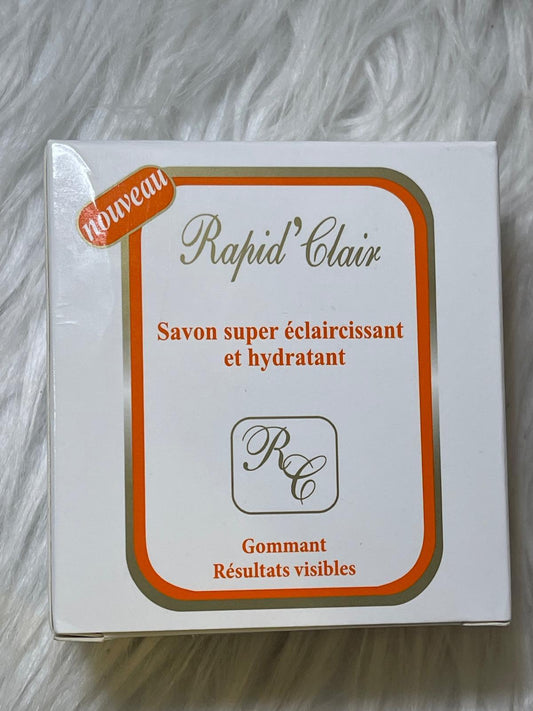 nouveau
Rapid'Clair
Savon super éclaircissant
et hydratant
RC
Gommant
Résultats visibles